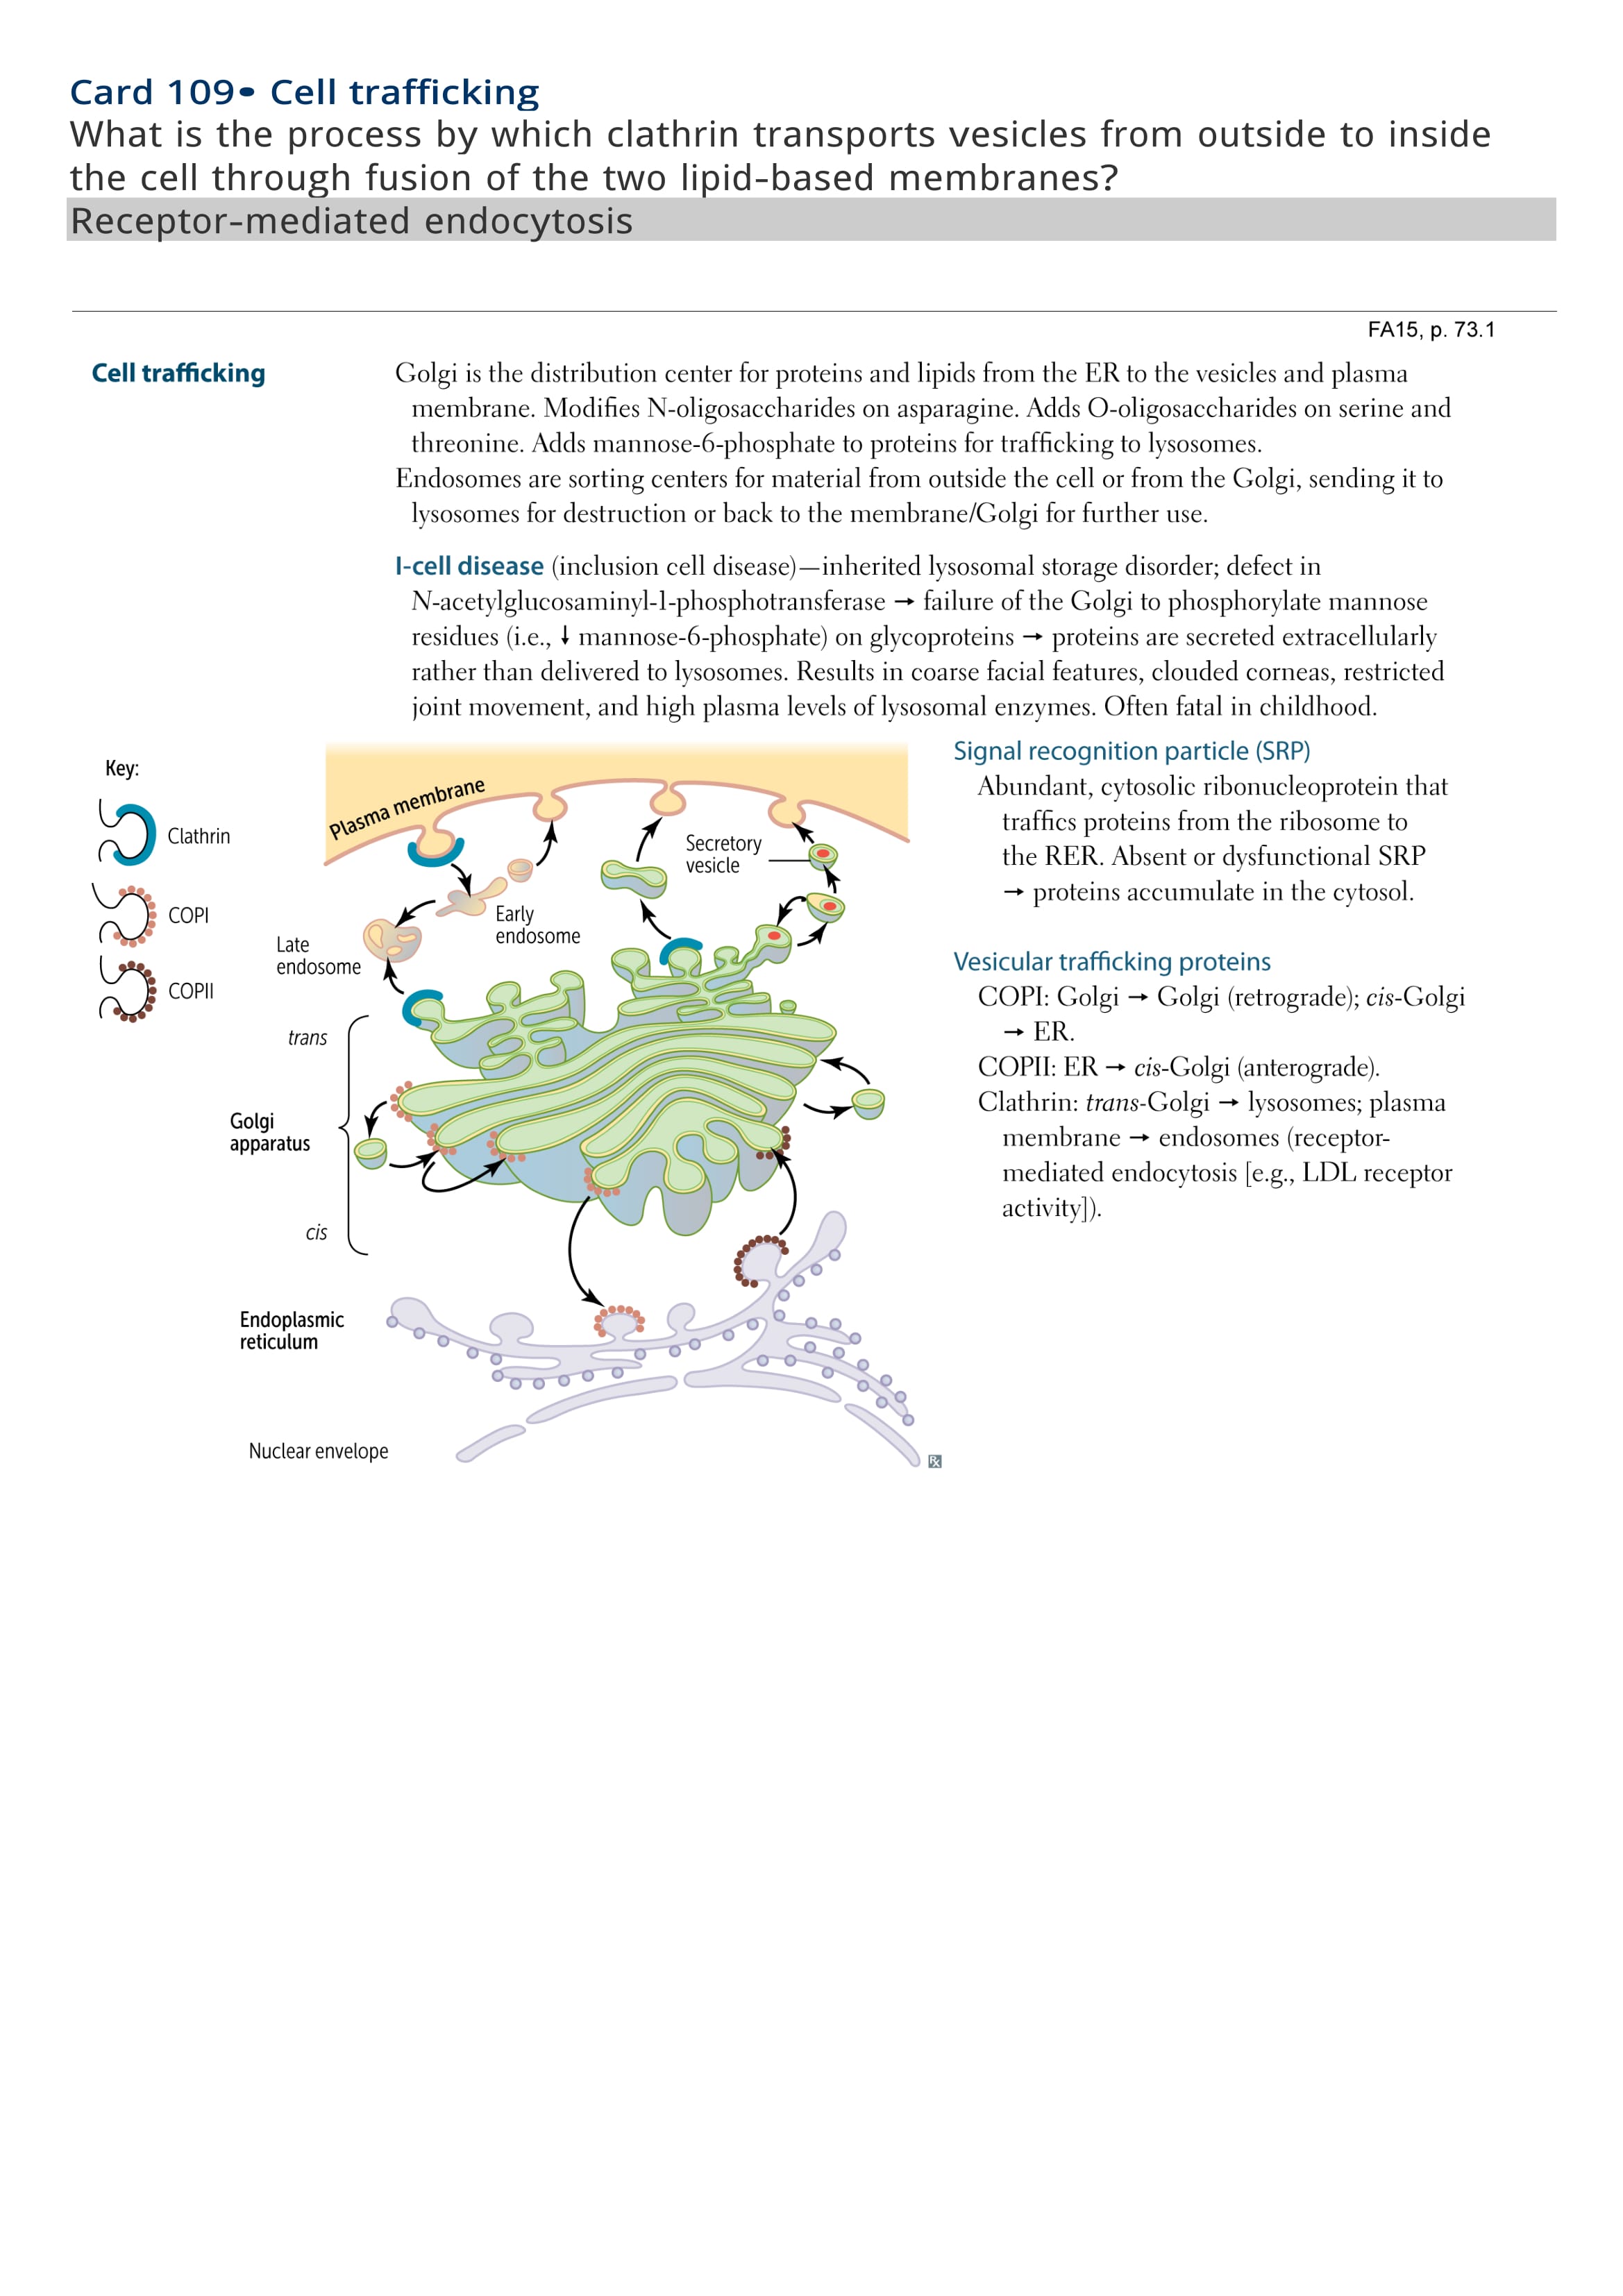 Card 109• Cell trafficking
What is the process by which clathrin transports vesicles from outside to inside
the cell through fusion of the two lipid-based membranes?
Receptor-mediated endocytosis
FA15, p. 73.1
Cell trafficking
Golgi is the distribution center for proteins and lipids from the ER to the vesicles and plasma
membrane. Modifies N-oligosaccharides on asparagine. Adds O-oligosaccharides on serine and
threonine. Adds mannose-6-phosphate to proteins for trafficking to lysosomes.
Endosomes are sorting centers for material from outside the cell or from the Golgi, sending it to
lysosomes for destruction or back to the membrane/Golgi for further use.
I-cell disease (inclusion cell disease)—inherited lysosomal storage disorder; defect in
N-acetylglucosaminyl-1-phosphotransferase → failure of the Golgi to phosphorylate mannose
residues (i.e., ↓ mannose-6-phosphate) on glycoproteins → proteins are secreted extracellularly
rather than delivered to lysosomes. Results in coarse facial features, clouded corneas, restricted
joint movement, and high plasma levels of lysosomal enzymes. Often fatal in childhood.
Key:
Clathrin
COPI
COPII
Plasma membrane
Secretory
vesicle
Early
endosome
Late
endosome
trans
Golgi
apparatus
cis
Endoplasmic
reticulum
Nuclear envelope
Rx
Signal recognition particle (SRP)
Abundant, cytosolic ribonucleoprotein that
traffics proteins from the ribosome to
the RER. Absent or dysfunctional SRP
→ proteins accumulate in the cytosol.
Vesicular trafficking proteins
COPI: Golgi → Golgi (retrograde); cis-Golgi
→ ER.
COPII: ER → cis-Golgi (anterograde).
Clathrin: trans-Golgi → lysosomes; plasma
membrane → endosomes (receptor-
mediated endocytosis [e.g., LDL receptor
activity]).